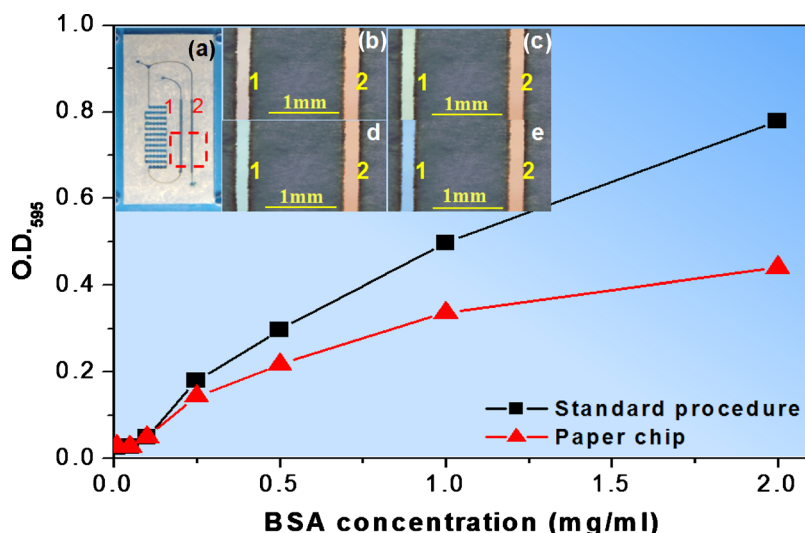 1.0
0.8
0.6
0.4
0.2
0.0
O.D.595
(a)
1 2
(b)
1 2
1mm
(c)
1 2
1mm
d
1 2
1mm
e
1 2
1mm
Standard procedure
Paper chip
0.0 0.5 1.0 1.5 2.0
BSA concentration (mg/ml)